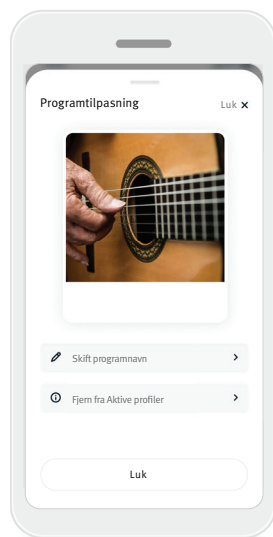 Programtilpasning
Luk ×
Skift programnavn
Fjern fra Aktive profiler
Luk